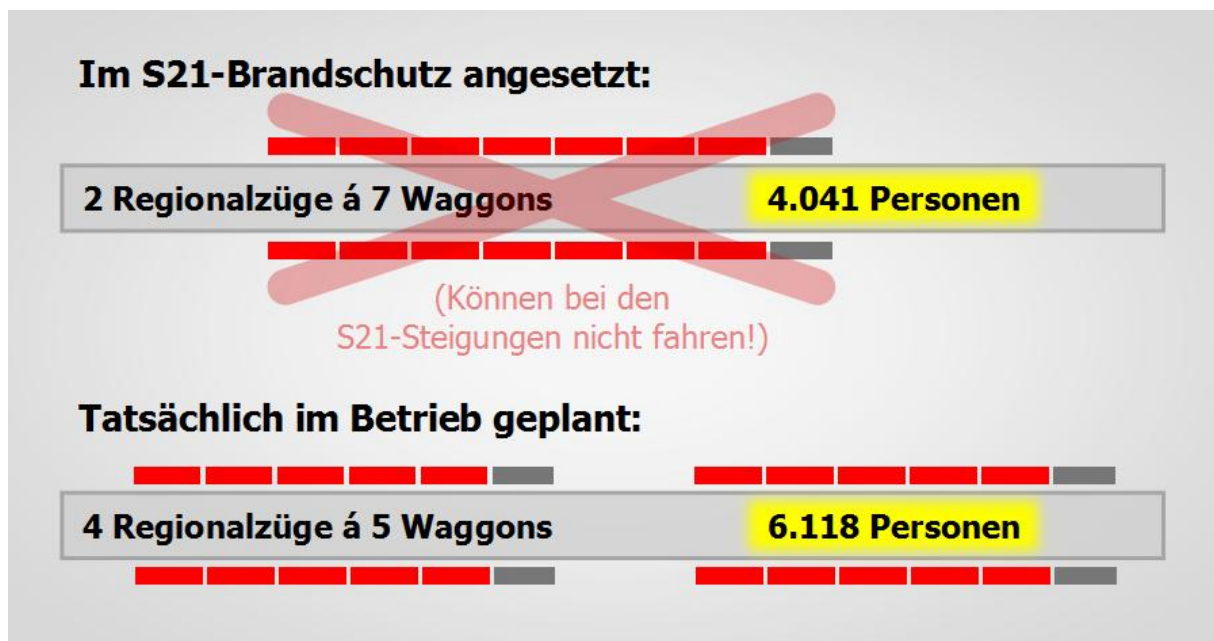 Im S21-Brandschutz angesetzt:
2 Regionalzüge á 7 Waggons 4.041 Personen
(Können bei den
S21-Steigungen nicht fahren!)
Tatsächlich im Betrieb geplant:
4 Regionalzüge á 5 Waggons 6.118 Personen